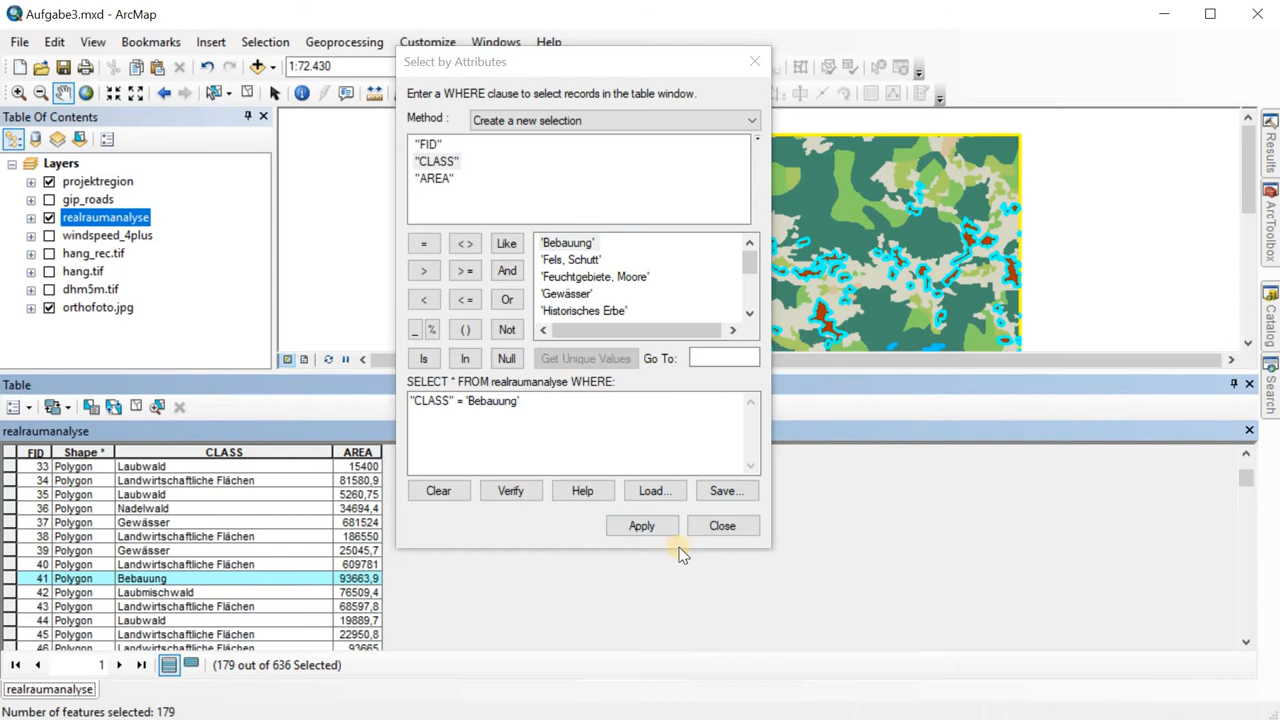 Aufgabe3.mxd - ArcMap
File Edit View Bookmarks Insert Selection Geoprocessing Customize Windows Help
1:72.430
Table Of Contents
Layers
projektregion
gip_roads
realraumanalyse
windspeed_4plus
hang_rec.tif
hang.tif
dhm5m.tif
orthofoto.jpg
Select by Attributes
Enter a WHERE clause to select records in the table window.
Method : Create a new selection
"FID"
"CLASS"
"AREA"
= < > Like
> > = And
< < = Or
_ % ( ) Not
Is In Null
'Bebauung'
'Fels, Schutt'
'Feuchtgebiete, Moore'
'Gewässer'
'Historisches Erbe'
Get Unique Values Go To:
SELECT * FROM realraumanalyse WHERE:
"CLASS" = 'Bebauung'
Clear Verify Help Load... Save...
Apply Close
Results
ArcToolbox
Catalog
Search
Table
realraumanalyse
FID Shape * CLASS AREA
33 Polygon Laubwald 15400
34 Polygon Landwirtschaftliche Flächen 81580,9
35 Polygon Laubwald 5260,75
36 Polygon Nadelwald 34694,4
37 Polygon Gewässer 681524
38 Polygon Landwirtschaftliche Flächen 186550
39 Polygon Gewässer 25045,7
40 Polygon Landwirtschaftliche Flächen 609781
41 Polygon Bebauung 93663,9
42 Polygon Laubmischwald 76509,4
43 Polygon Landwirtschaftliche Flächen 68597,8
44 Polygon Laubwald 19889,7
45 Polygon Landwirtschaftliche Flächen 22950,8
46 Polygon Landwirtschaftliche Flächen 93665
1 (179 out of 636 Selected)
realraumanalyse
Number of features selected: 179